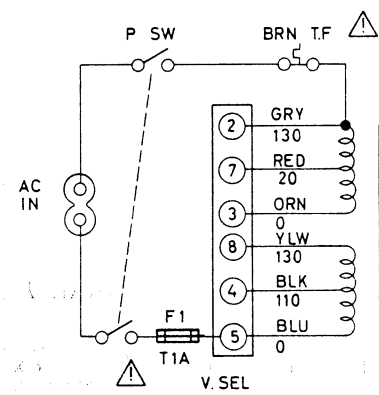 P SW
BRN T.F
GRY
2
130
RED
7
20
ORN
3
0
AC
IN
YLW
8
130
BLK
4
110
F1
BLU
5
0
T1A
V. SEL